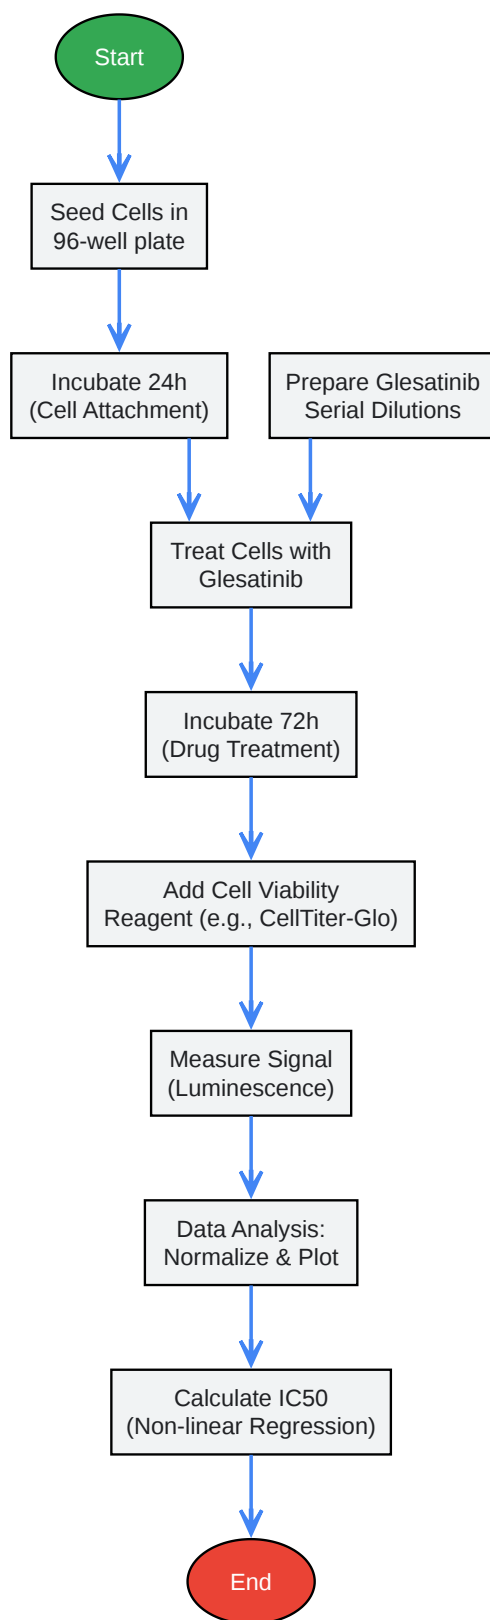 Start
Seed Cells in
96-well plate
Incubate 24h
(Cell Attachment)
Prepare Glesatinib
Serial Dilutions
Treat Cells with
Glesatinib
Incubate 72h
(Drug Treatment)
Add Cell Viability
Reagent (e.g., CellTiter-Glo)
Measure Signal
(Luminescence)
Data Analysis:
Normalize & Plot
Calculate IC50
(Non-linear Regression)
End